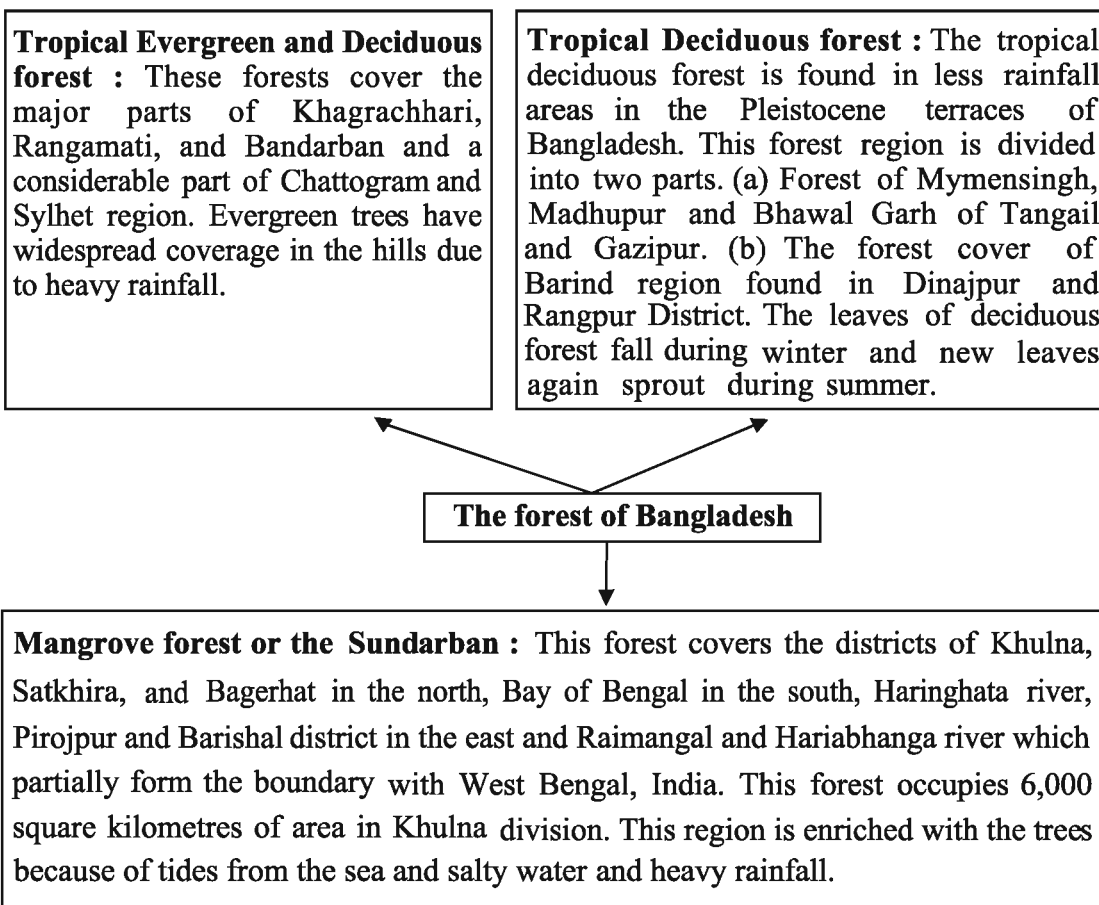 Tropical Evergreen and Deciduous
forest : These forests cover the
major parts of Khagrachhari,
Rangamati, and Bandarban and a
considerable part of Chattogram and
Sylhet region. Evergreen trees have
widespread coverage in the hills due
to heavy rainfall.
Tropical Deciduous forest : The tropical
deciduous forest is found in less rainfall
areas in the Pleistocene terraces of
Bangladesh. This forest region is divided
into two parts. (a) Forest of Mymensingh,
Madhupur and Bhawal Garh of Tangail
and Gazipur. (b) The forest cover of
Barind region found in Dinajpur and
Rangpur District. The leaves of deciduous
forest fall during winter and new leaves
again sprout during summer.
The forest of Bangladesh
Mangrove forest or the Sundarban : This forest covers the districts of Khulna,
Satkhira, and Bagerhat in the north, Bay of Bengal in the south, Haringhata river,
Pirojpur and Barishal district in the east and Raimangal and Hariabhanga river which
partially form the boundary with West Bengal, India. This forest occupies 6,000
square kilometres of area in Khulna division. This region is enriched with the trees
because of tides from the sea and salty water and heavy rainfall.